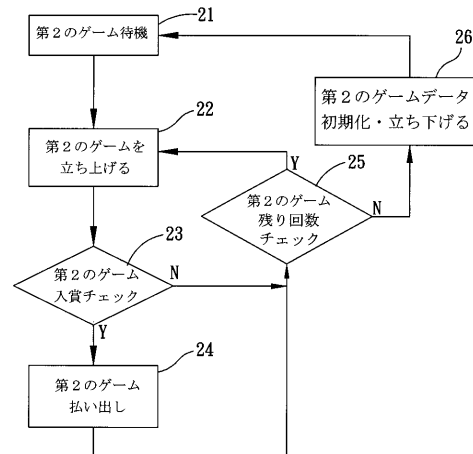 21
第2のゲーム待機
22
第2のゲームを
立ち上げる
23
第2のゲーム
入賞チェック
N
Y
24
第2のゲーム
払い出し
25
Y
第2のゲーム
残り回数
チェック
N
26
第2のゲームデータ
初期化・立ち下げる